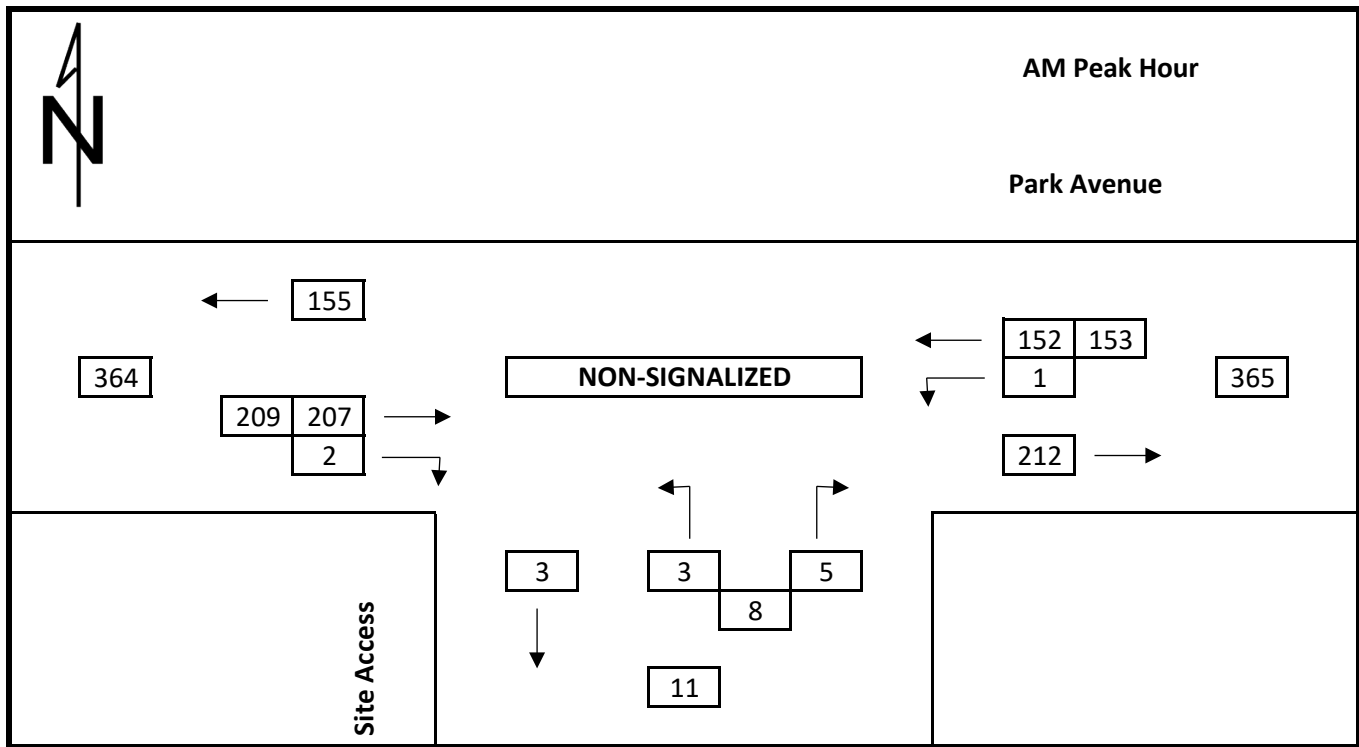 N
AM Peak Hour
Park Avenue
155
152 153
364
NON-SIGNALIZED
1
365
209 207
2
212
3
3
5
8
11
Site Access